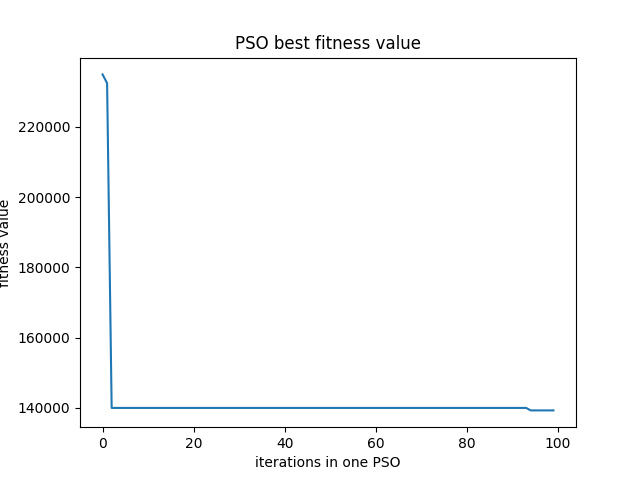 PSO best fitness value
fitness value
220000
200000
180000
160000
140000
0 20 40 60 80 100
iterations in one PSO